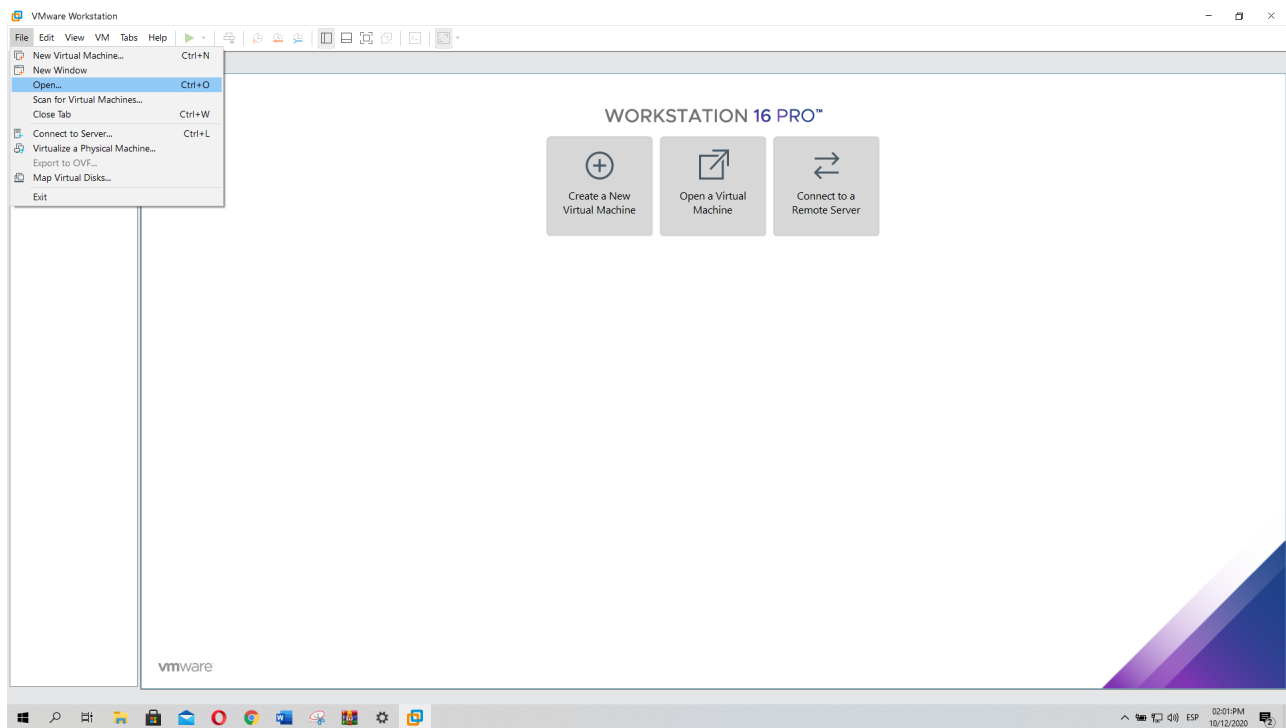 VMware Workstation
File Edit View VM Tabs Help
New Virtual Machine... Ctrl+N
New Window
Open... Ctrl+O
Scan for Virtual Machines...
Close Tab Ctrl+W
Connect to Server... Ctrl+L
Virtualize a Physical Machine...
Export to OVF...
Map Virtual Disks...
Exit
WORKSTATION 16 PRO™
Create a New
Virtual Machine
Open a Virtual
Machine
Connect to a
Remote Server
vmware
ESP
02:01:PM
10/12/2020
2